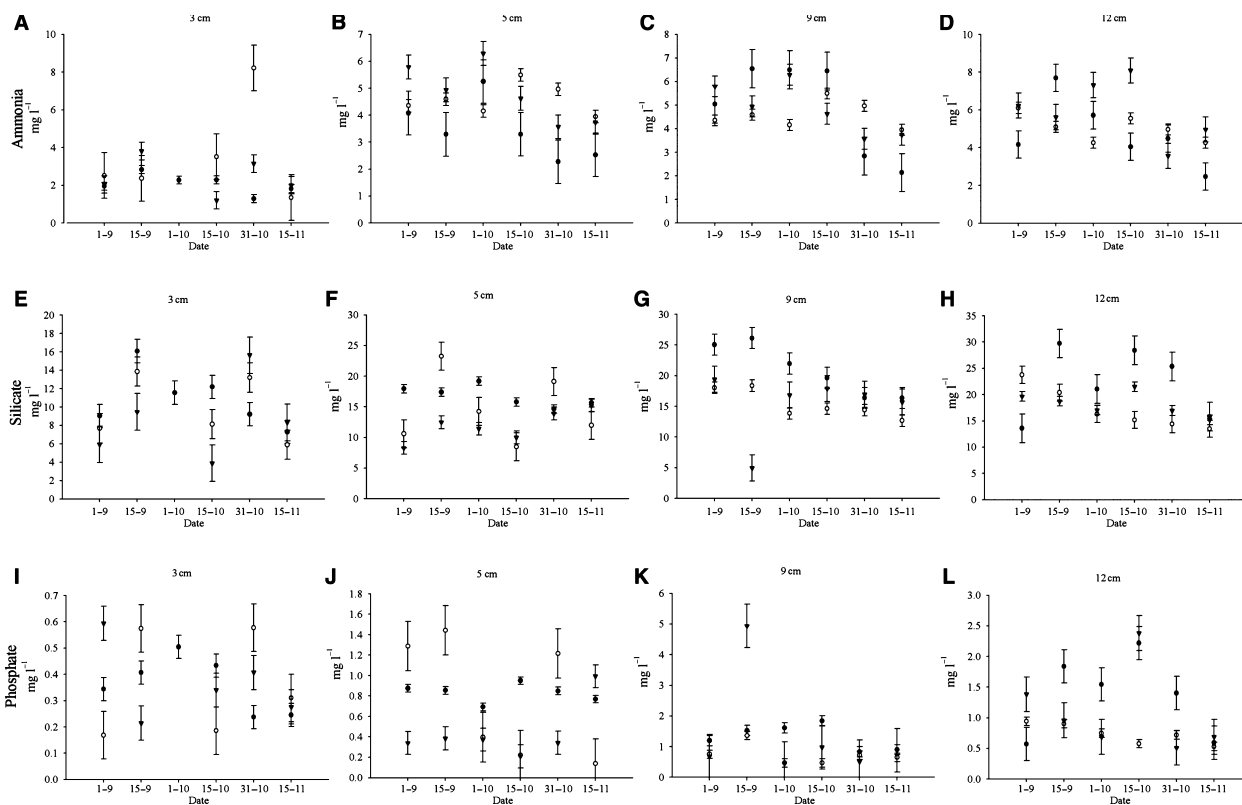 A 3 cm B 5 cm C 9 cm D 12 cm
Ammonia
mg l⁻¹
10 8 6 4 2 0
1–9 15–9 1–10 15–10 31–10 15–11
Date
mg l⁻¹
7 6 5 4 3 2 1 0
1–9 15–9 1–10 15–10 31–10 15–11
Date
mg l⁻¹
8 7 6 5 4 3 2 1 0
1–9 15–9 1–10 15–10 31–10 15–11
Date
mg l⁻¹
10 8 6 4 2 0
1–9 15–9 1–10 15–10 31–10 15–11
Date
E 3 cm F 5 cm G 9 cm H 12 cm
Silicate
mg l⁻¹
20 18 16 14 12 10 8 6 4 2 0
1–9 15–9 1–10 15–10 31–10 15–11
Date
mg l⁻¹
30 25 20 15 10 5 0
1–9 15–9 1–10 15–10 31–10 15–11
Date
mg l⁻¹
30 25 20 15 10 5 0
1–9 15–9 1–10 15–10 31–10 15–11
Date
mg l⁻¹
35 30 25 20 15 10 5 0
1–9 15–9 1–10 15–10 31–10 15–11
Date
I 3 cm J 5 cm K 9 cm L 12 cm
Phosphate
mg l⁻¹
0.7 0.6 0.5 0.4 0.3 0.2 0.1 0.0
1–9 15–9 1–10 15–10 31–10 15–11
Date
mg l⁻¹
1.8 1.6 1.4 1.2 1.0 0.8 0.6 0.4 0.2 0.0
1–9 15–9 1–10 15–10 31–10 15–11
Date
mg l⁻¹
6 5 4 3 2 1 0
1–9 15–9 1–10 15–10 31–10 15–11
Date
mg l⁻¹
3.0 2.5 2.0 1.5 1.0 0.5 0.0
1–9 15–9 1–10 15–10 31–10 15–11
Date